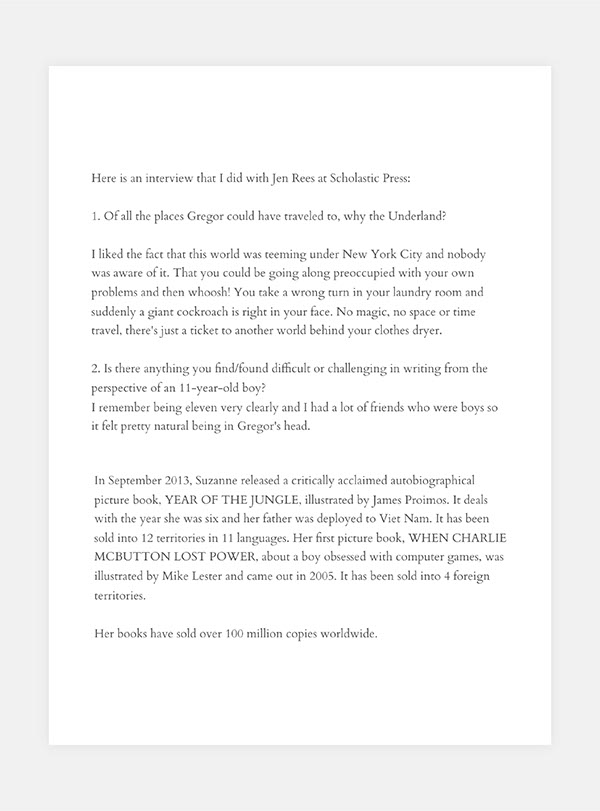 Here is an interview that I did with Jen Rees at Scholastic Press:
1. Of all the places Gregor could have traveled to, why the Underland?
I liked the fact that this world was teeming under New York City and nobody
was aware of it. That you could be going along preoccupied with your own
problems and then whoosh! You take a wrong turn in your laundry room and
suddenly a giant cockroach is right in your face. No magic, no space or time
travel, there's just a ticket to another world behind your clothes dryer.
2. Is there anything you find/found difficult or challenging in writing from the
perspective of an 11-year-old boy?
I remember being eleven very clearly and I had a lot of friends who were boys so
it felt pretty natural being in Gregor's head.
In September 2013, Suzanne released a critically acclaimed autobiographical
picture book, YEAR OF THE JUNGLE, illustrated by James Proimos. It deals
with the year she was six and her father was deployed to Viet Nam. It has been
sold into 12 territories in 11 languages. Her first picture book, WHEN CHARLIE
MCBUTTON LOST POWER, about a boy obsessed with computer games, was
illustrated by Mike Lester and came out in 2005. It has been sold into 4 foreign
territories.
Her books have sold over 100 million copies worldwide.